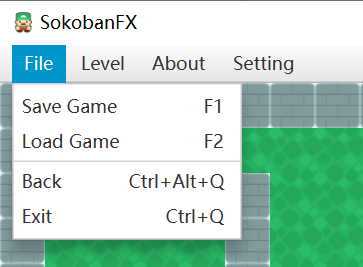 SokobanFX
File Level About Setting
Save Game F1
Load Game F2
Back Ctrl+Alt+Q
Exit Ctrl+Q